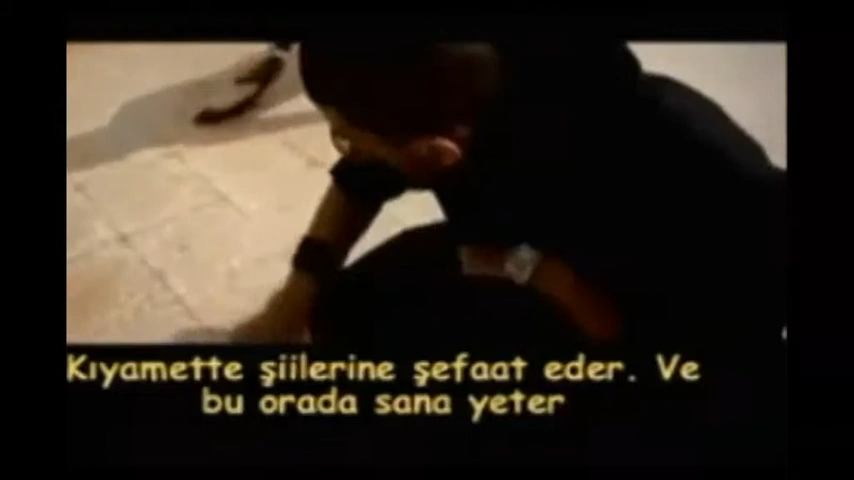 Kıyamette şiilerine şefaat eder. Ve
bu orada sana yeter